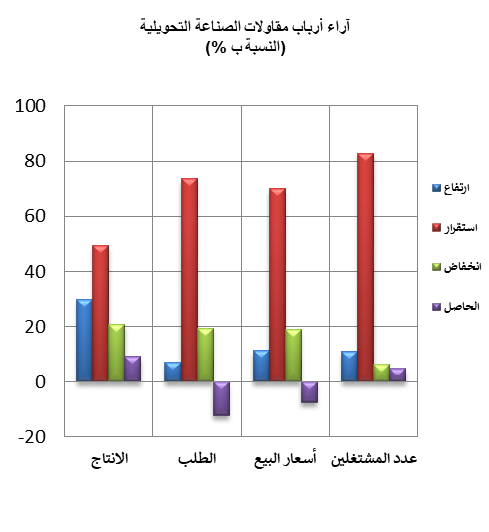 آراء أرباب مقاولات الصناعة التحويلية
(النسبة ب %)
100
80
60
40
20
0
-20
الانتاج
الطلب
أسعار البيع
عدد المشتغلين
ارتفاع
استقرار
انخفاض
الحاصل